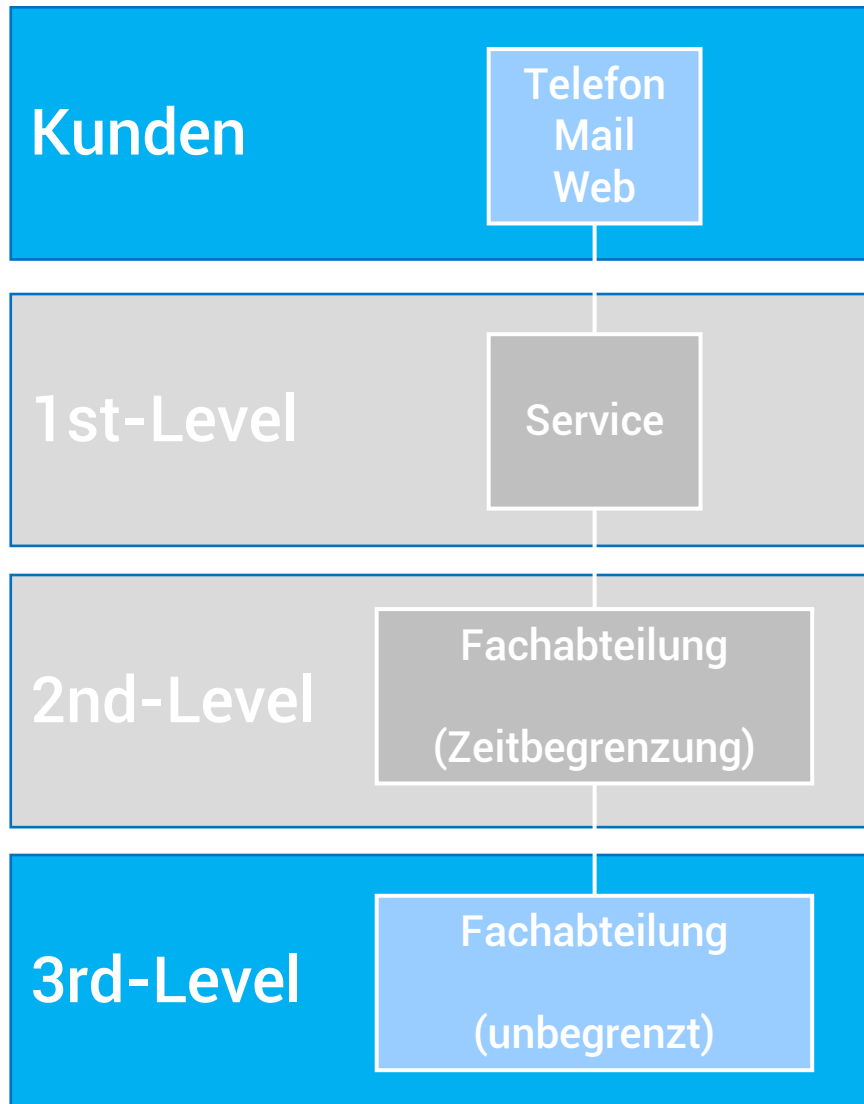 Kunden
Telefon
Mail
Web
1st-Level
Service
2nd-Level
Fachabteilung
(Zeitbegrenzung)
3rd-Level
Fachabteilung
(unbegrenzt)